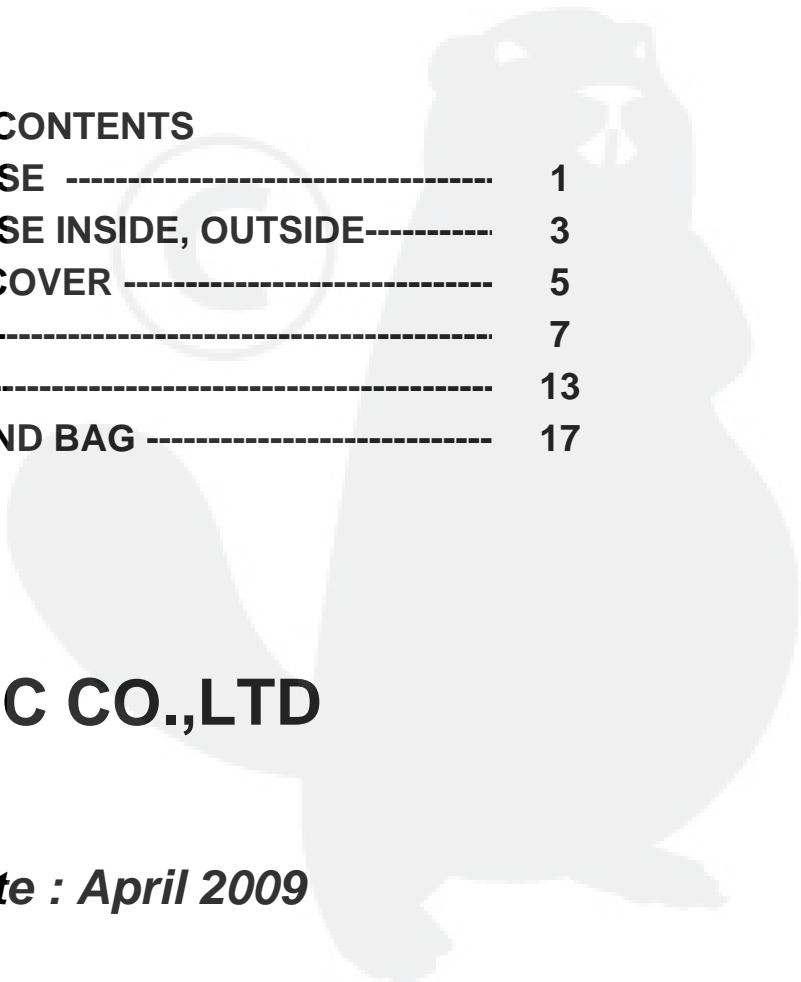 CONTENTS
SE ---------------------------------- 1
SE INSIDE, OUTSIDE---------- 3
COVER ----------------------------- 5
---------------------------------------- 7
---------------------------------------- 13
ND BAG ---------------------------- 17
C CO.,LTD
te : April 2009
©